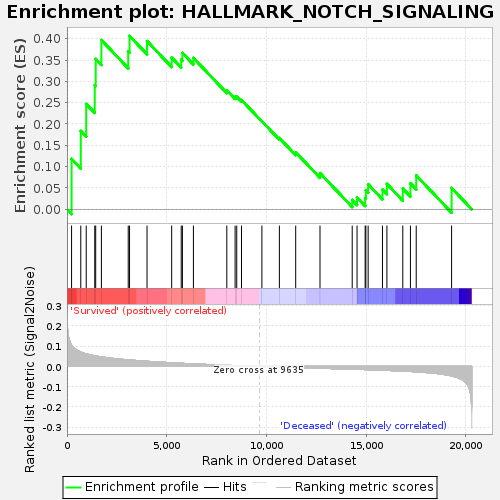 Enrichment plot: HALLMARK_NOTCH_SIGNALING
Enrichment score (ES)
0.40
0.35
0.30
0.25
0.20
0.15
0.10
0.05
0.00
Ranked list metric (Signal2Noise)
0.3
0.2
0.1
0.0
-0.1
-0.2
-0.3
'Survived' (positively correlated)
Zero cross at 9635
'Deceased' (negatively correlated)
0
5,000
10,000
15,000
20,000
Rank in Ordered Dataset
Enrichment profile
Hits
Ranking metric scores